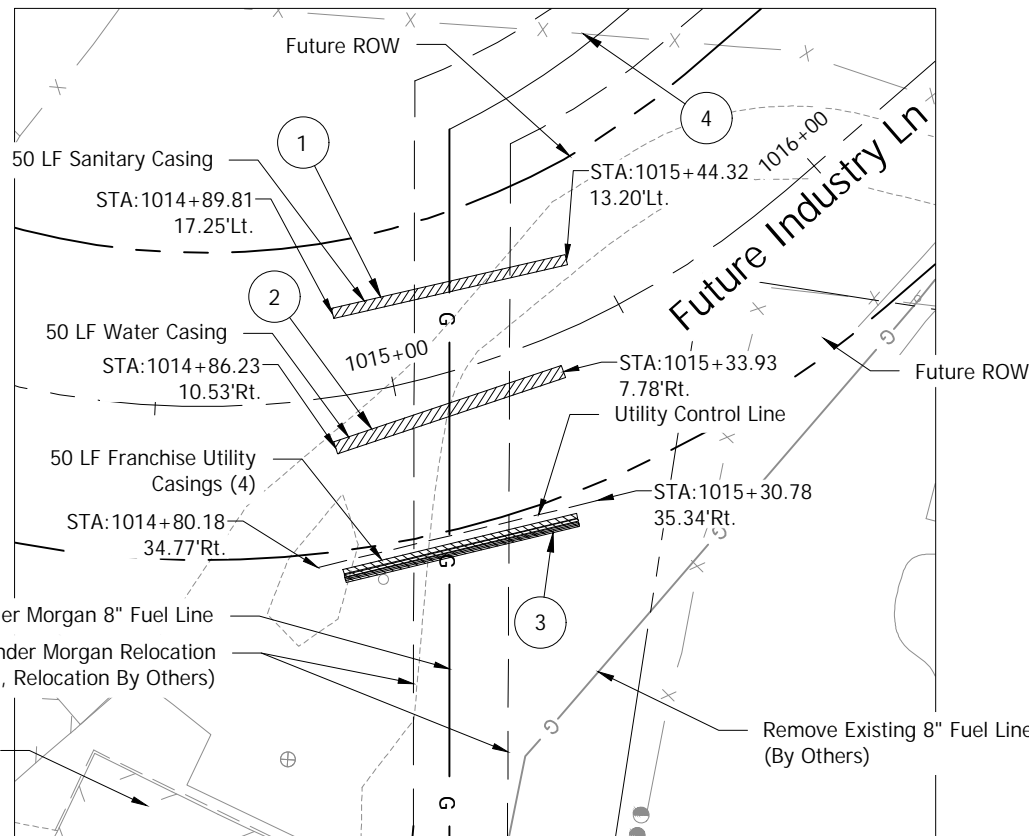 Future ROW
1
4
50 LF Sanitary Casing
STA:1014+89.81
17.25'Lt.
STA:1015+44.32
13.20'Lt.
1016+00
Future Industry Ln
2
50 LF Water Casing
STA:1014+86.23
10.53'Rt.
1015+00
G
STA:1015+33.93
7.78'Rt.
Future ROW
Utility Control Line
50 LF Franchise Utility
Casings (4)
STA:1014+80.18
34.77'Rt.
STA:1015+30.78
35.34'Rt.
G
G
G
3
er Morgan 8" Fuel Line
nder Morgan Relocation
, Relocation By Others)
G
Remove Existing 8" Fuel Line
(By Others)
G